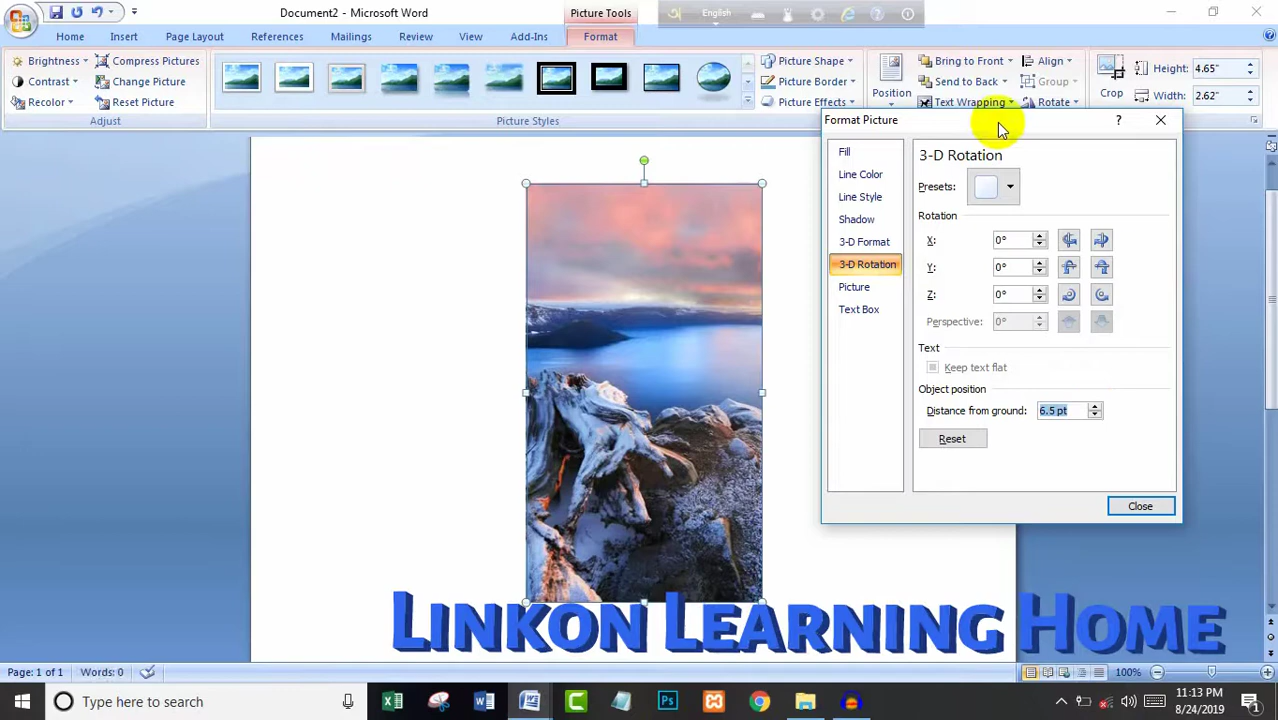 Document2 - Microsoft Word
Picture Tools
English
Home
Insert
Page Layout
References
Mailings
Review
View
Add-Ins
Format
Brightness
Compress Pictures
Contrast
Change Picture
Recolor
Reset Picture
Adjust
Picture Styles
Picture Shape
Picture Border
Picture Effects
Position
Bring to Front
Send to Back
Text Wrapping
Align
Group
Rotate
Crop
Height: 4.65"
Width: 2.62"
Format Picture
?
Fill
Line Color
Line Style
Shadow
3-D Format
3-D Rotation
Picture
Text Box
3-D Rotation
Presets:
Rotation
X: 0°
Y: 0°
Z: 0°
Perspective: 0°
Text
Keep text flat
Object position
Distance from ground: 6.5 pt
Reset
Close
Linkon Learning Home
Page: 1 of 1
Words: 0
100%
Type here to search
11:13 PM
8/24/2019